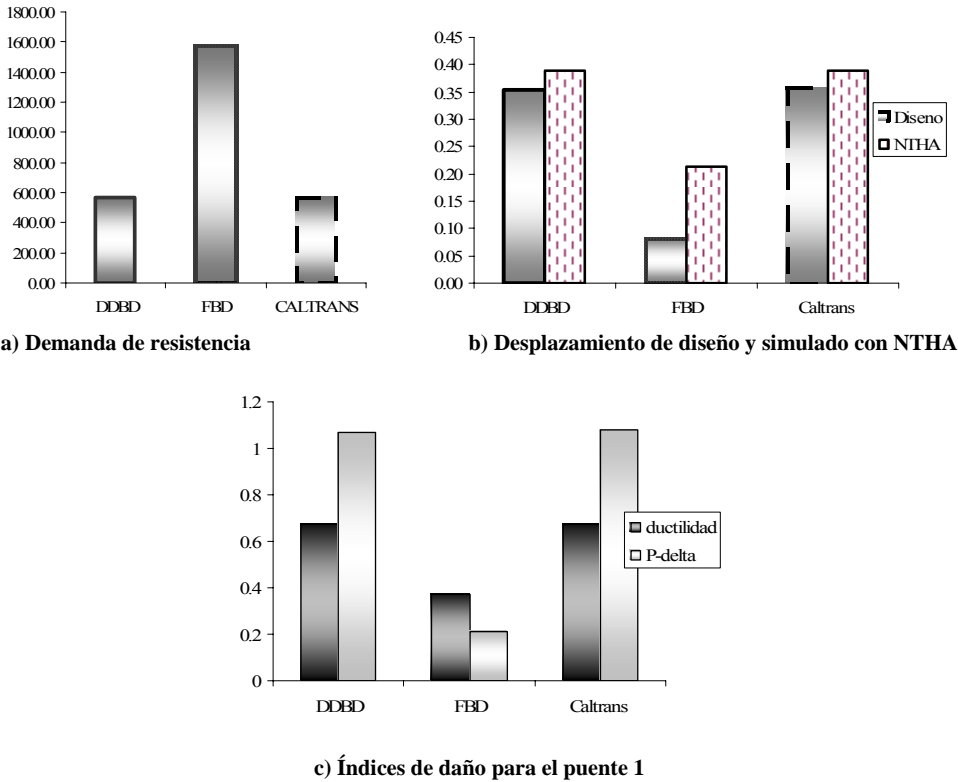 1800.00
1600.00
1400.00
1200.00
1000.00
800.00
600.00
400.00
200.00
0.00
DDBD FBD CALTRANS
a) Demanda de resistencia
0.45
0.40
0.35
0.30
0.25
0.20
0.15
0.10
0.05
0.00
DDBD FBD Caltrans
Diseno
NTHA
b) Desplazamiento de diseño y simulado con NTHA
1.2
1
0.8
0.6
0.4
0.2
0
DDBD FBD Caltrans
ductilidad
P-delta
c) Índices de daño para el puente 1